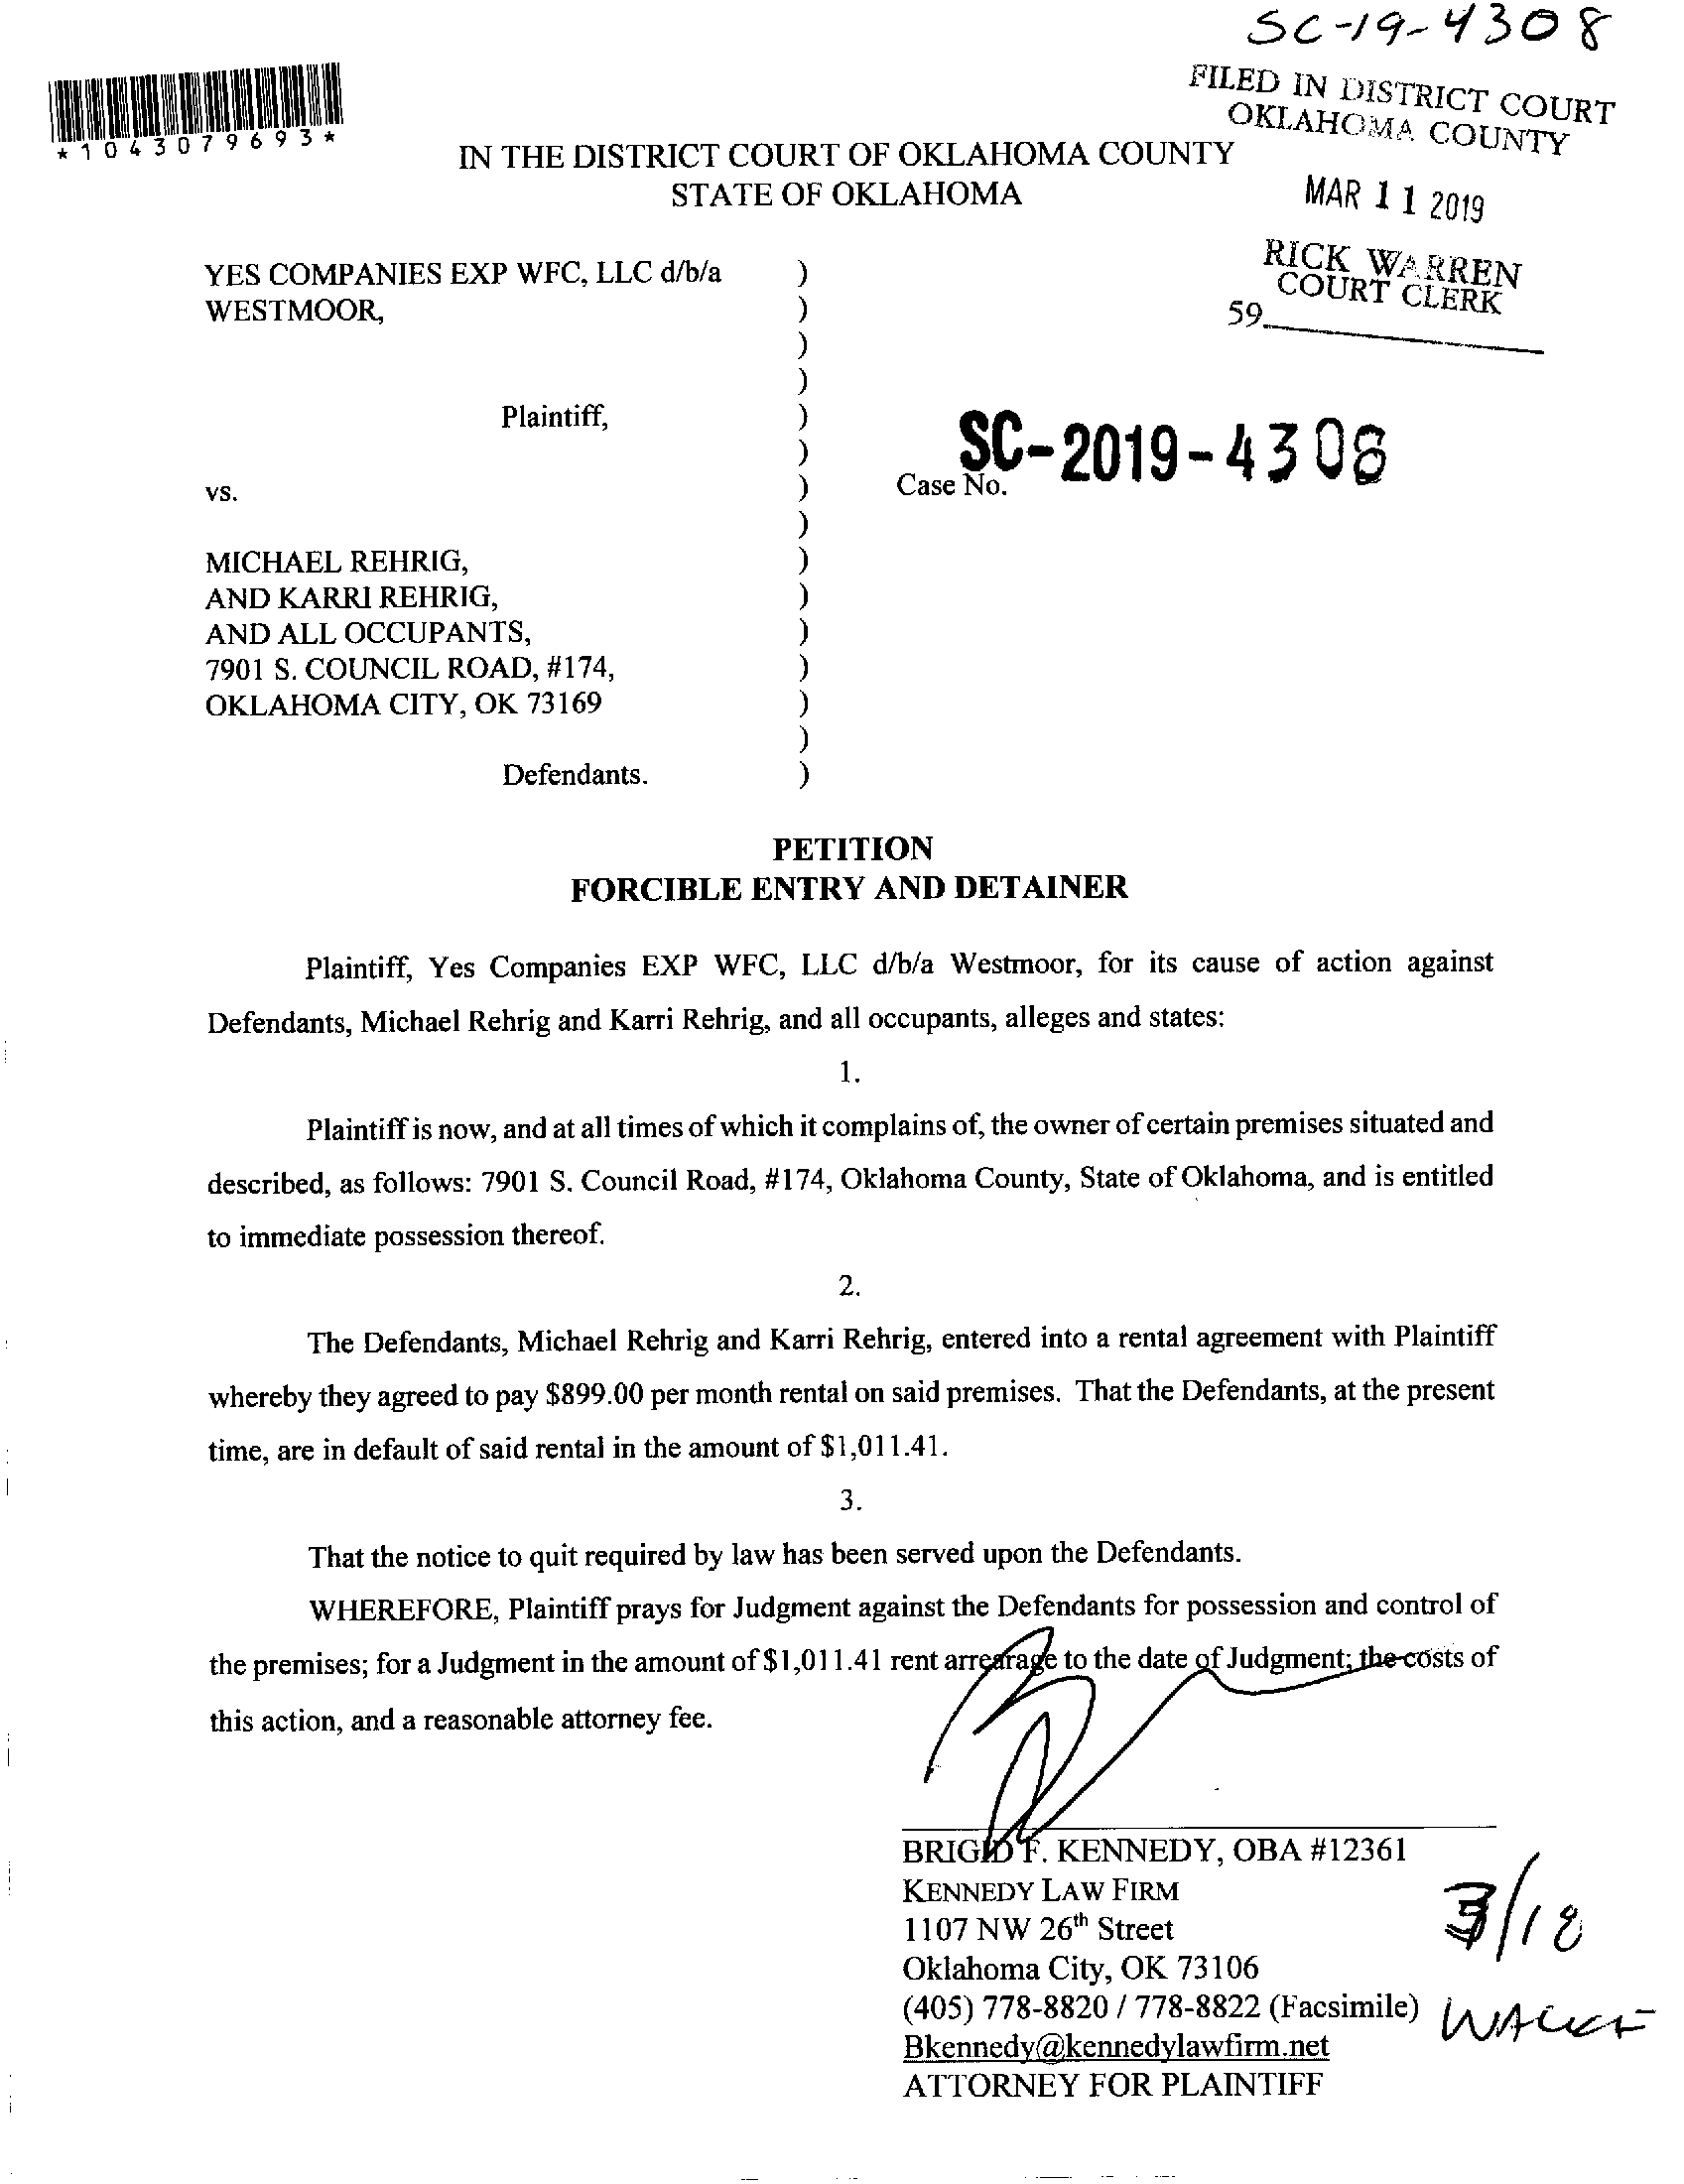 SC-19-4308
FILED IN DISTRICT COURT
OKLAHOMA COUNTY
*1043079693*
IN THE DISTRICT COURT OF OKLAHOMA COUNTY
STATE OF OKLAHOMA
MAR 11 2019
RICK WARREN
COURT CLERK
59
YES COMPANIES EXP WFC, LLC d/b/a )
WESTMOOR, )
)
)
Plaintiff, )
)
SC-2019-4308
vs. ) Case No.
)
MICHAEL REHRIG, )
AND KARRI REHRIG, )
AND ALL OCCUPANTS, )
7901 S. COUNCIL ROAD, #174, )
OKLAHOMA CITY, OK 73169 )
)
Defendants. )
PETITION
FORCIBLE ENTRY AND DETAINER
Plaintiff, Yes Companies EXP WFC, LLC d/b/a Westmoor, for its cause of action against
Defendants, Michael Rehrig and Karri Rehrig, and all occupants, alleges and states:
1.
Plaintiff is now, and at all times of which it complains of, the owner of certain premises situated and
described, as follows: 7901 S. Council Road, #174, Oklahoma County, State of Oklahoma, and is entitled
to immediate possession thereof.
2.
The Defendants, Michael Rehrig and Karri Rehrig, entered into a rental agreement with Plaintiff
whereby they agreed to pay $899.00 per month rental on said premises. That the Defendants, at the present
time, are in default of said rental in the amount of $1,011.41.
3.
That the notice to quit required by law has been served upon the Defendants.
WHEREFORE, Plaintiff prays for Judgment against the Defendants for possession and control of
the premises; for a Judgment in the amount of $1,011.41 rent arrearage to the date of Judgment; the costs of
this action, and a reasonable attorney fee.
BRIGID F. KENNEDY, OBA #12361
KENNEDY LAW FIRM
1107 NW 26th Street
3/18
Oklahoma City, OK 73106
(405) 778-8820 / 778-8822 (Facsimile)
Bkennedy@kennedylawfirm.net
ATTORNEY FOR PLAINTIFF